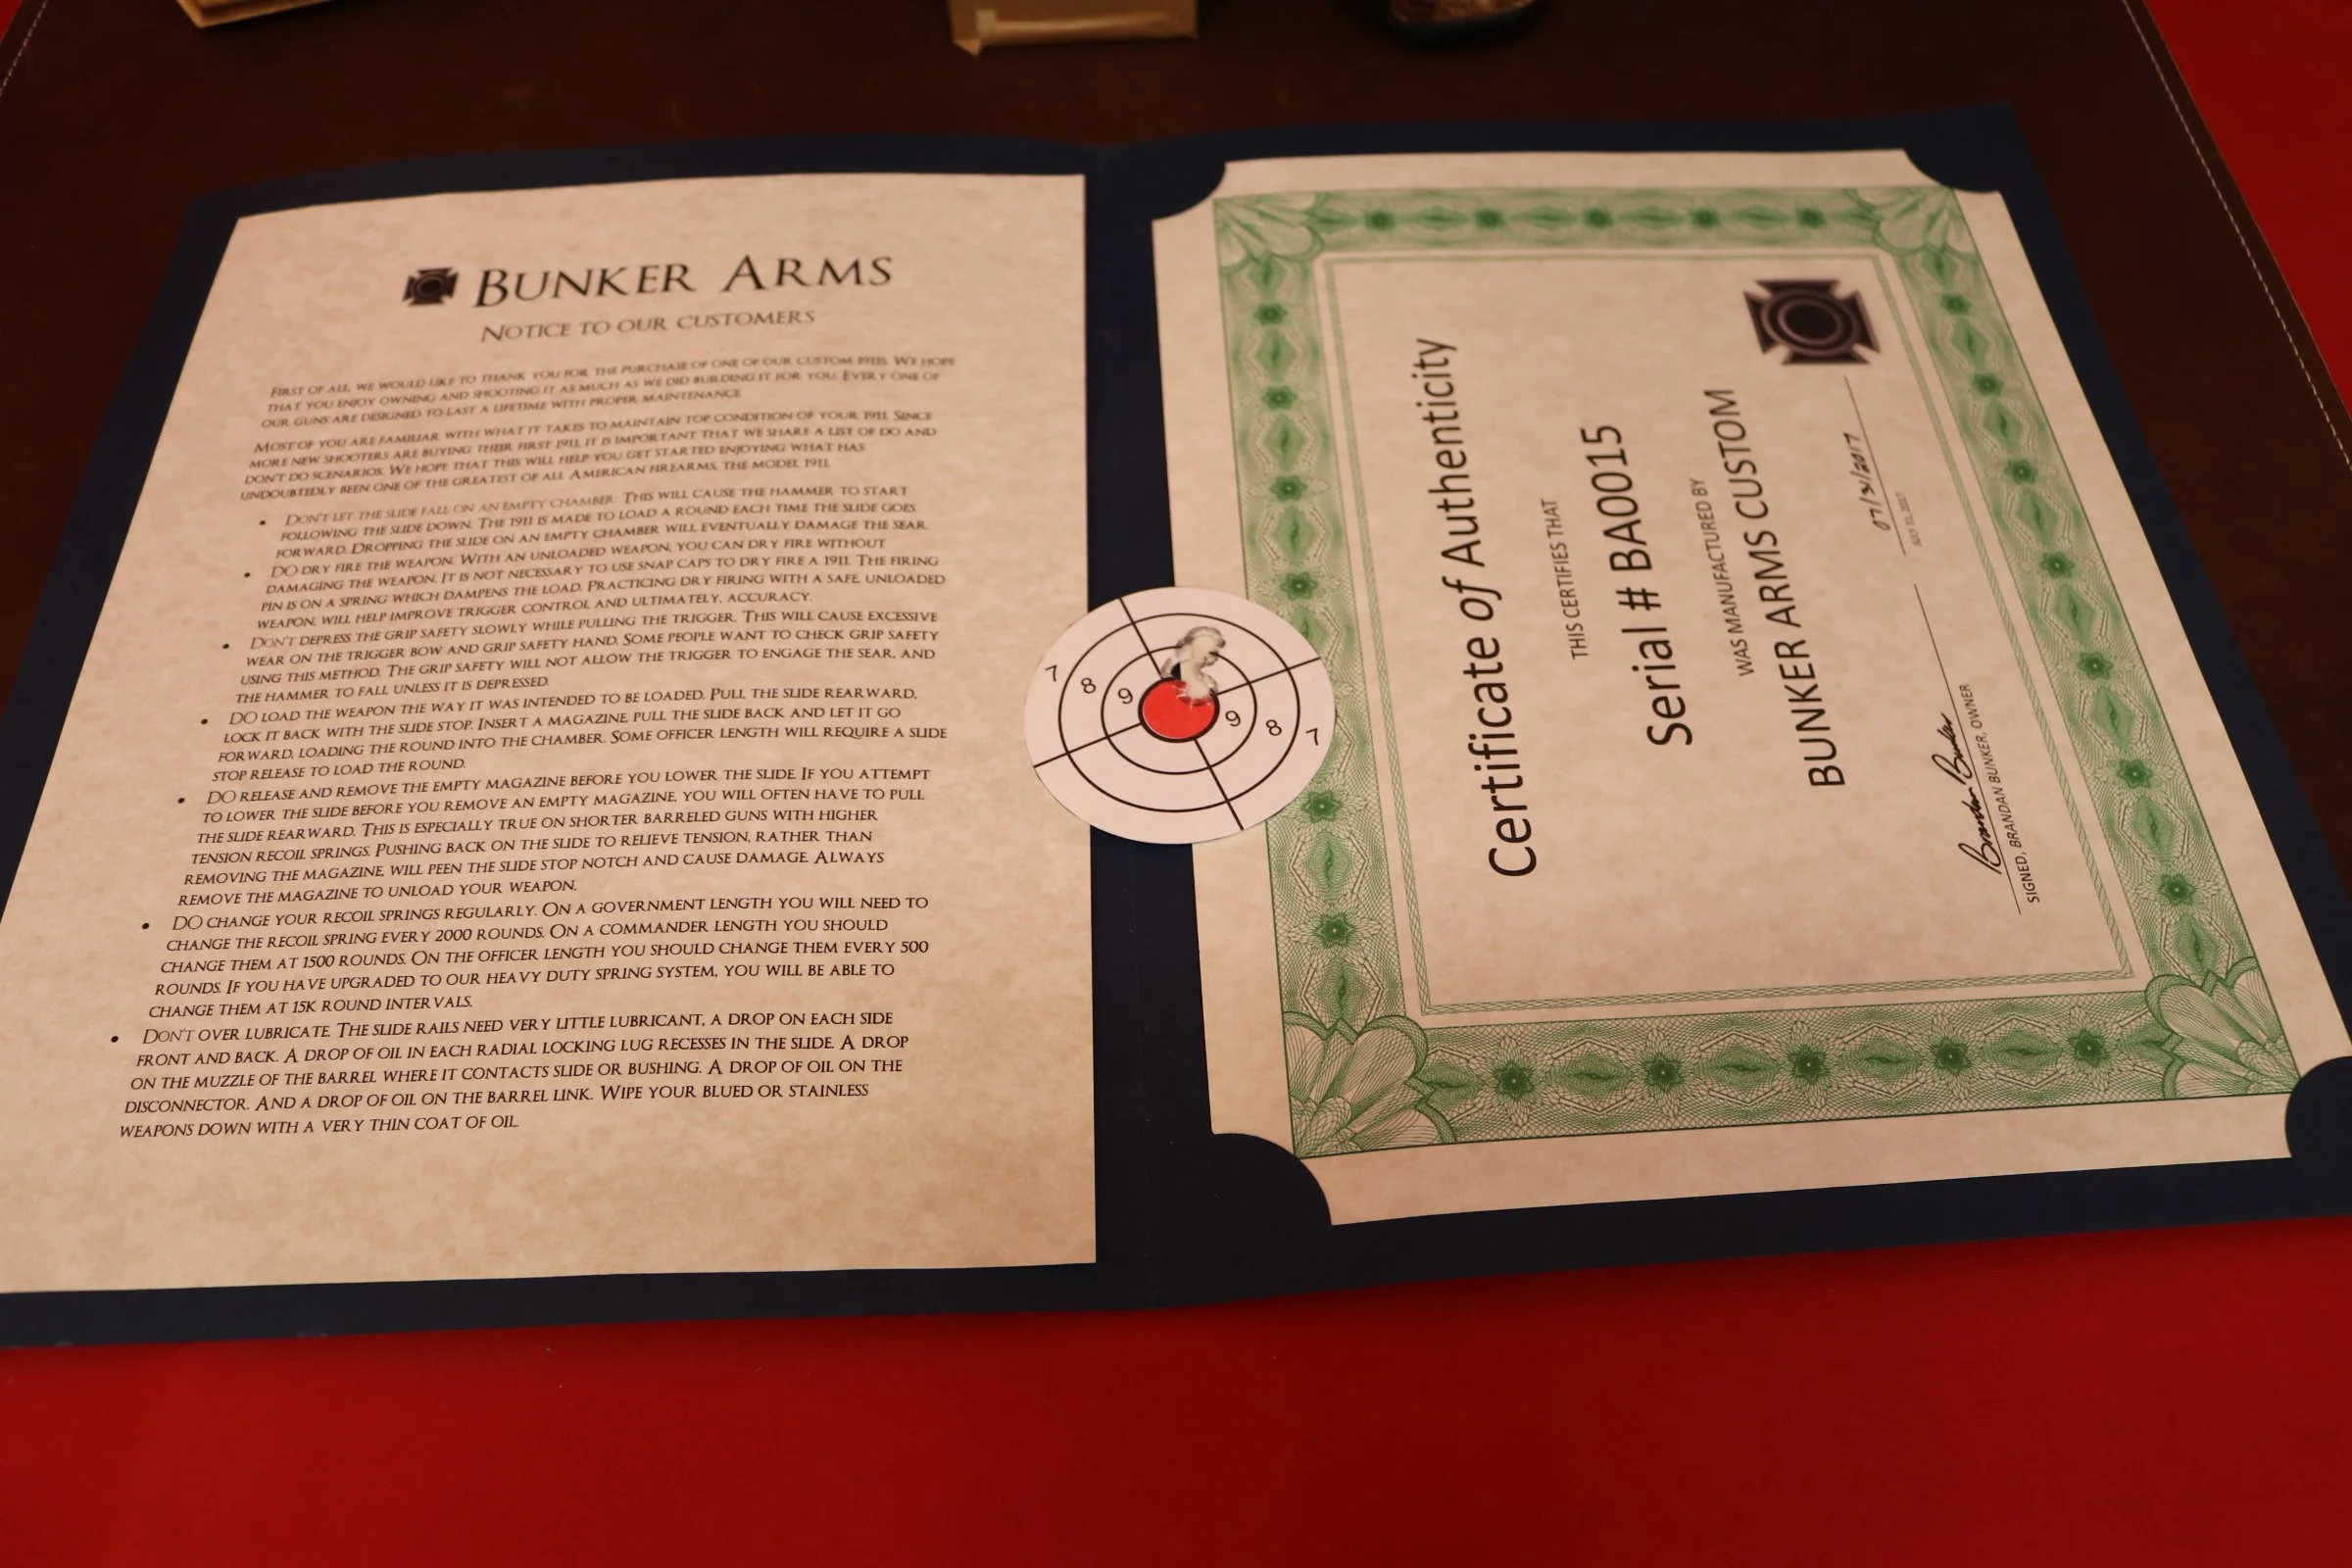 BUNKER ARMS
NOTICE TO OUR CUSTOMERS
FIRST OF ALL, WE WOULD LIKE TO THANK YOU FOR THE PURCHASE OF ONE OF OUR CUSTOM 1911S. WE HOPE
THAT YOU ENJOY OWNING AND SHOOTING IT AS MUCH AS WE DID BUILDING IT FOR YOU. EVERY ONE OF
OUR GUNS ARE DESIGNED TO LAST A LIFETIME WITH PROPER MAINTENANCE.
MOST OF YOU ARE FAMILIAR WITH WHAT IT TAKES TO MAINTAIN TOP CONDITION OF YOUR 1911. SINCE
MORE NEW SHOOTERS ARE BUYING THEIR FIRST 1911, IT IS IMPORTANT THAT WE SHARE A LIST OF DO AND
DON'T DO SCENARIOS. WE HOPE THAT THIS WILL HELP YOU GET STARTED ENJOYING WHAT HAS
UNDOUBTEDLY BEEN ONE OF THE GREATEST OF ALL AMERICAN FIREARMS, THE MODEL 1911.
• DON'T LET THE SLIDE FALL ON AN EMPTY CHAMBER. THIS WILL CAUSE THE HAMMER TO START
FOLLOWING THE SLIDE DOWN. THE 1911 IS MADE TO LOAD A ROUND EACH TIME THE SLIDE GOES
FORWARD. DROPPING THE SLIDE ON AN EMPTY CHAMBER WILL EVENTUALLY DAMAGE THE SEAR.
• DO DRY FIRE THE WEAPON. WITH AN UNLOADED WEAPON, YOU CAN DRY FIRE WITHOUT
DAMAGING THE WEAPON. IT IS NOT NECESSARY TO USE SNAP CAPS TO DRY FIRE A 1911. THE FIRING
PIN IS ON A SPRING WHICH DAMPENS THE LOAD. PRACTICING DRY FIRING WITH A SAFE, UNLOADED
WEAPON, WILL HELP IMPROVE TRIGGER CONTROL AND ULTIMATELY, ACCURACY.
• DON'T DEPRESS THE GRIP SAFETY SLOWLY WHILE PULLING THE TRIGGER. THIS WILL CAUSE EXCESSIVE
WEAR ON THE TRIGGER BOW AND GRIP SAFETY HAND. SOME PEOPLE WANT TO CHECK GRIP SAFETY
USING THIS METHOD. THE GRIP SAFETY WILL NOT ALLOW THE TRIGGER TO ENGAGE THE SEAR, AND
THE HAMMER TO FALL UNLESS IT IS DEPRESSED.
• DO LOAD THE WEAPON THE WAY IT WAS INTENDED TO BE LOADED. PULL THE SLIDE REARWARD,
LOCK IT BACK WITH THE SLIDE STOP. INSERT A MAGAZINE, PULL THE SLIDE BACK AND LET IT GO
FORWARD, LOADING THE ROUND INTO THE CHAMBER. SOME OFFICER LENGTH WILL REQUIRE A SLIDE
STOP RELEASE TO LOAD THE ROUND.
• DO RELEASE AND REMOVE THE EMPTY MAGAZINE BEFORE YOU LOWER THE SLIDE. IF YOU ATTEMPT
TO LOWER THE SLIDE BEFORE YOU REMOVE AN EMPTY MAGAZINE, YOU WILL OFTEN HAVE TO PULL
THE SLIDE REARWARD. THIS IS ESPECIALLY TRUE ON SHORTER BARRELED GUNS WITH HIGHER
TENSION RECOIL SPRINGS. PUSHING BACK ON THE SLIDE TO RELIEVE TENSION, RATHER THAN
REMOVING THE MAGAZINE, WILL PEEN THE SLIDE STOP NOTCH AND CAUSE DAMAGE. ALWAYS
REMOVE THE MAGAZINE TO UNLOAD YOUR WEAPON.
• DO CHANGE YOUR RECOIL SPRINGS REGULARLY. ON A GOVERNMENT LENGTH YOU WILL NEED TO
CHANGE THE RECOIL SPRING EVERY 2000 ROUNDS. ON A COMMANDER LENGTH YOU SHOULD
CHANGE THEM AT 1500 ROUNDS. ON THE OFFICER LENGTH YOU SHOULD CHANGE THEM EVERY 500
ROUNDS. IF YOU HAVE UPGRADED TO OUR HEAVY DUTY SPRING SYSTEM, YOU WILL BE ABLE TO
CHANGE THEM AT 15K ROUND INTERVALS.
• DON'T OVER LUBRICATE. THE SLIDE RAILS NEED VERY LITTLE LUBRICANT, A DROP ON EACH SIDE
FRONT AND BACK. A DROP OF OIL IN EACH RADIAL LOCKING LUG RECESSES IN THE SLIDE. A DROP
ON THE MUZZLE OF THE BARREL WHERE IT CONTACTS SLIDE OR BUSHING. A DROP OF OIL ON THE
DISCONNECTOR. AND A DROP OF OIL ON THE BARREL LINK. WIPE YOUR BLUED OR STAINLESS
WEAPONS DOWN WITH A VERY THIN COAT OF OIL.
7 8 9
9 8 7
Certificate of Authenticity
THIS CERTIFIES THAT
Serial # BA0015
WAS MANUFACTURED BY
BUNKER ARMS CUSTOM
07/31/2017
JULY 31, 2017
Brandan Bunker
SIGNED, BRANDAN BUNKER, OWNER